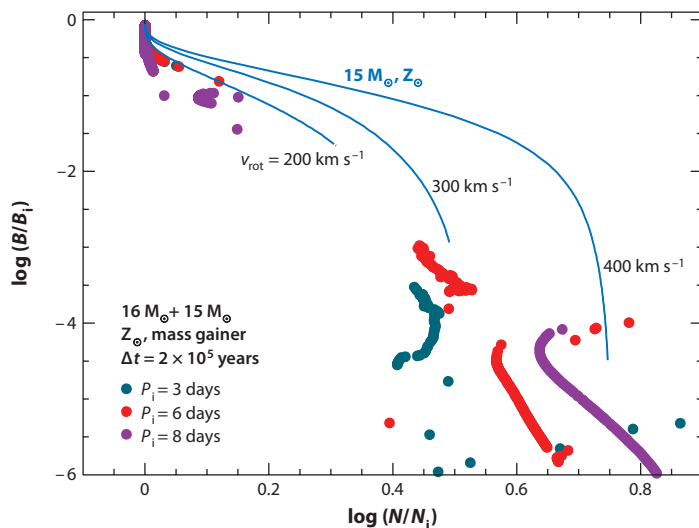 0
−2
−4
−6
log (B/Bᵢ)
0
0.2
0.4
0.6
0.8
log (N/Nᵢ)
15 M☉, Z☉
v_rot = 200 km s⁻¹
300 km s⁻¹
400 km s⁻¹
16 M☉ + 15 M☉
Z☉, mass gainer
Δt = 2 × 10⁵ years
Pᵢ = 3 days
Pᵢ = 6 days
Pᵢ = 8 days